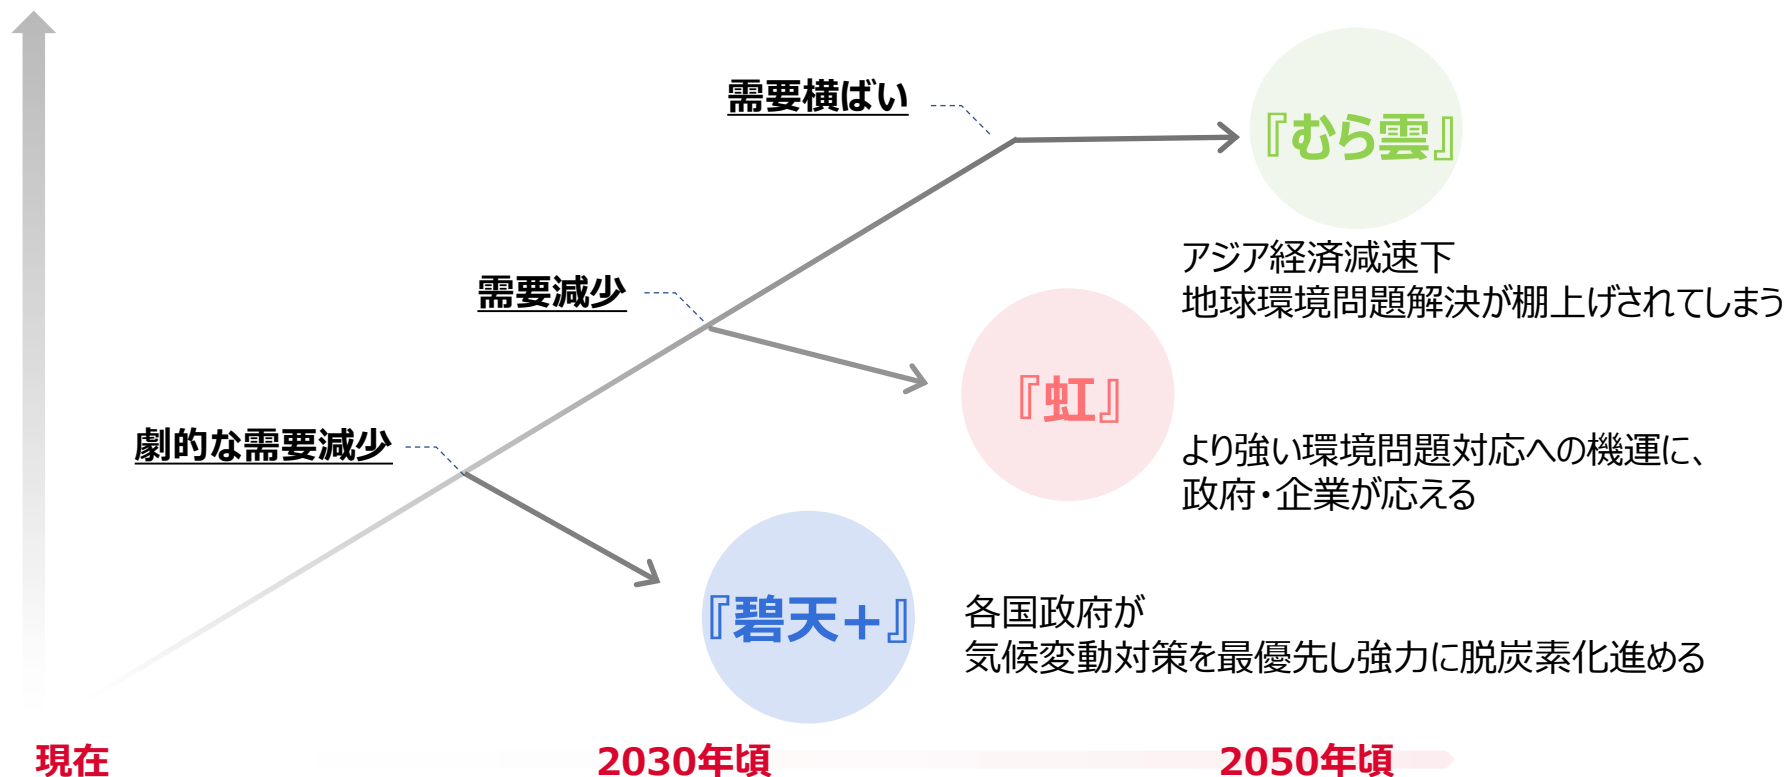 需要横ばい
『むら雲』
アジア経済減速下
地球環境問題解決が棚上げされてしまう
需要減少
『虹』
より強い環境問題対応への機運に、
政府・企業が応える
劇的な需要減少
『碧天+』
各国政府が
気候変動対策を最優先し強力に脱炭素化進める
現在
2030年頃
2050年頃